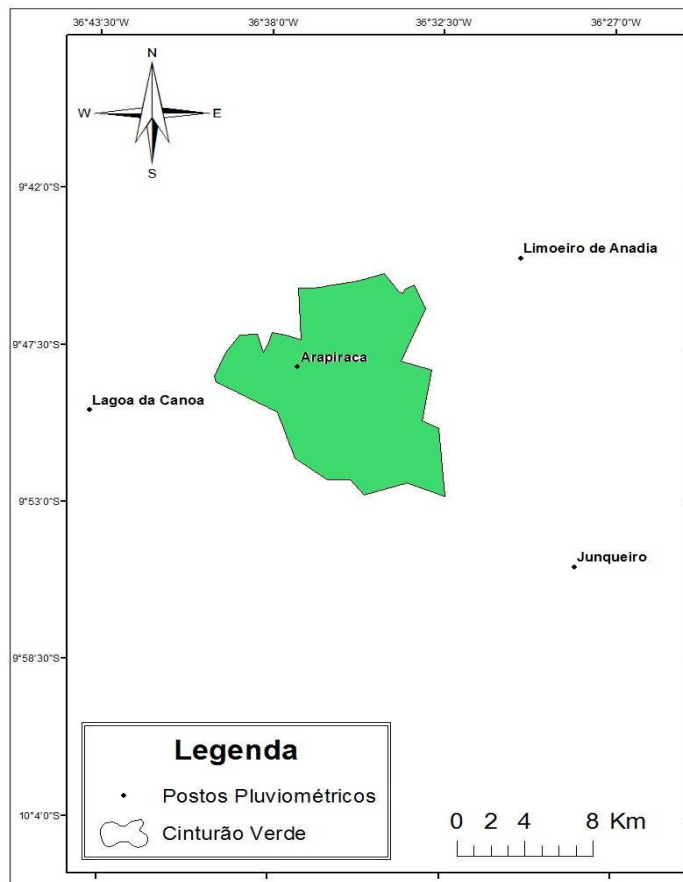 36°43'30"W
36°38'0"W
36°32'30"W
36°27'0"W
N
W
E
S
9°42'0"S
Limoeiro de Anadia
9°47'30"S
Arapiraca
Lagoa da Canoa
9°53'0"S
Junqueiro
9°58'30"S
Legenda
Postos Pluviométricos
Cinturão Verde
10°4'0"S
0 2 4 8 Km